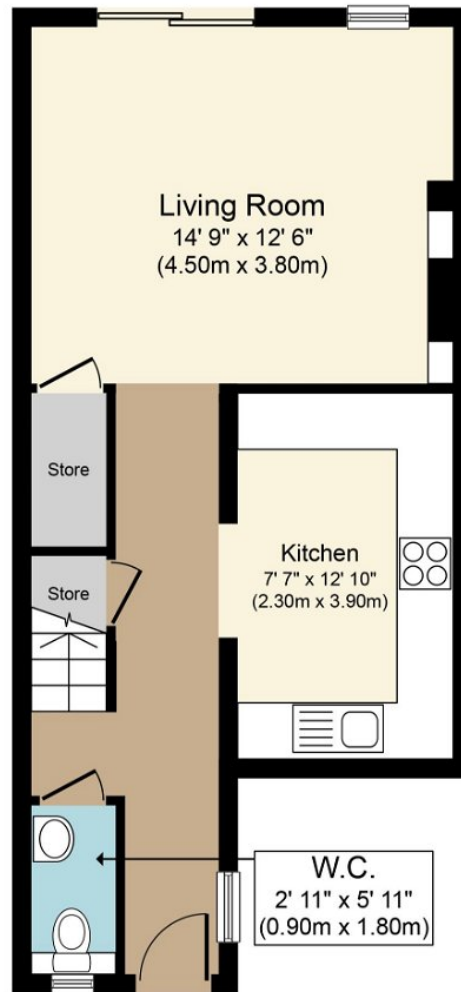 Living Room
14' 9" x 12' 6"
(4.50m x 3.80m)
Store
Store
Kitchen
7' 7" x 12' 10"
(2.30m x 3.90m)
W.C.
2' 11" x 5' 11"
(0.90m x 1.80m)